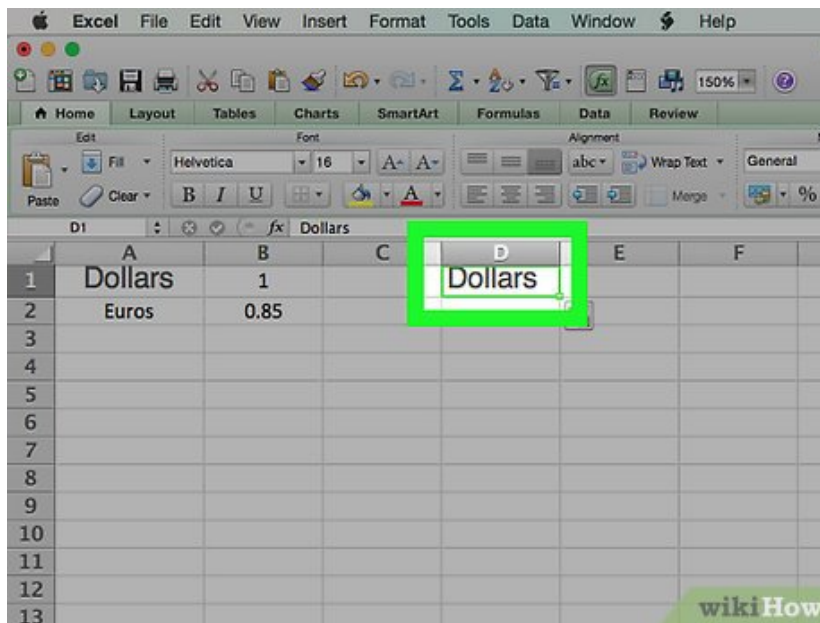 Excel File Edit View Insert Format Tools Data Window Help
150%
Home Layout Tables Charts SmartArt Formulas Data Review
Edit Font Alignment
Fill Helvetica 16 A A abc Wrap Text General
Paste Clear B I U A Merge %
D1 fx Dollars
A B C D E F
1 Dollars 1 Dollars
2 Euros 0.85
3
4
5
6
7
8
9
10
11
12
13
wikiHow